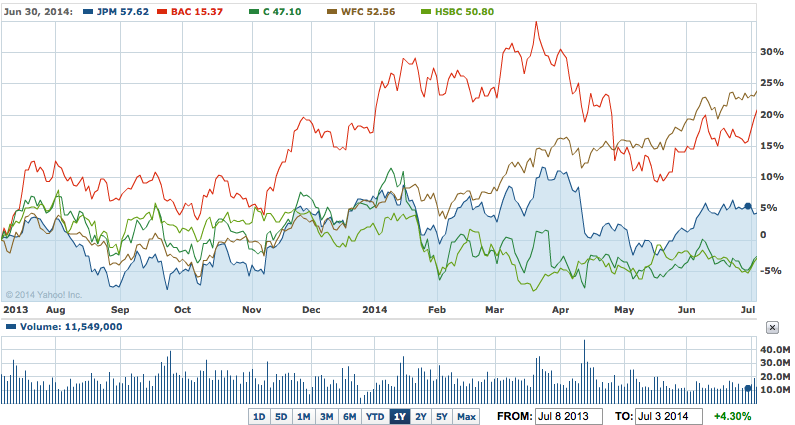 Jun 30, 2014: JPM 57.62 BAC 15.37 C 47.10 WFC 52.56 HSBC 50.80
30%
25%
20%
15%
10%
5%
0
-5%
© 2014 Yahoo! Inc.
2013 Aug Sep Oct Nov Dec 2014 Feb Mar Apr May Jun Jul
Volume: 11,549,000
40.0M
30.0M
20.0M
10.0M
1D 5D 1M 3M 6M YTD 1Y 2Y 5Y Max FROM: Jul 8 2013 TO: Jul 3 2014 +4.30%